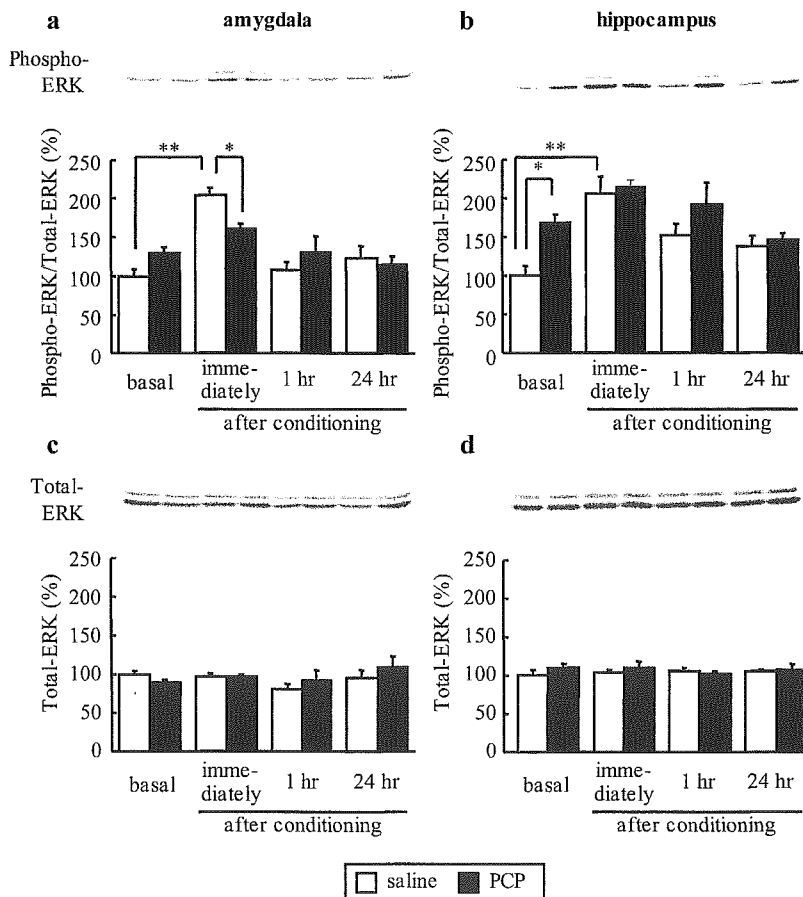 a amygdala
Phospho-
ERK
Phospho-ERK/Total-ERK (%)
250
200
150
100
50
0
** *
basal imme-
diately 1 hr 24 hr
after conditioning
b hippocampus
Phospho-ERK/Total-ERK (%)
250
200
150
100
50
0
**
*
basal imme-
diately 1 hr 24 hr
after conditioning
c
Total-
ERK
Total-ERK (%)
250
200
150
100
50
0
basal imme-
diately 1 hr 24 hr
after conditioning
d
Total-ERK (%)
250
200
150
100
50
0
basal imme-
diately 1 hr 24 hr
after conditioning
saline PCP